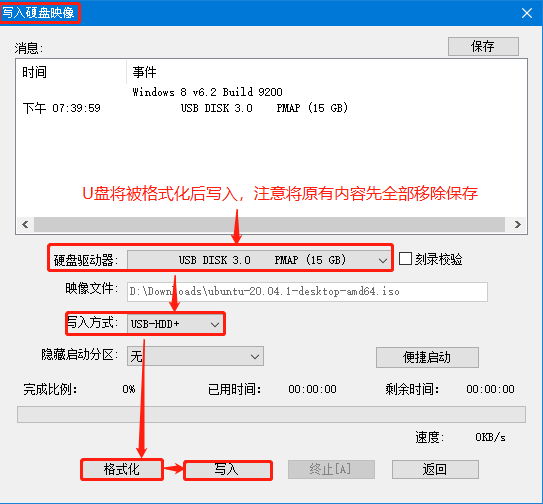 写入硬盘映像
消息:
保存
时间 事件
Windows 8 v6.2 Build 9200
下午 07:39:59 USB DISK 3.0 PMAP (15 GB)
U盘将被格式化后写入，注意将原有内容先全部移除保存
硬盘驱动器: USB DISK 3.0 PMAP (15 GB) 刻录校验
映像文件: D:\Downloads\ubuntu-20.04.1-desktop-amd64.iso
写入方式: USB-HDD+
隐藏启动分区: 无 便捷启动
完成比例: 0% 已用时间: 00:00:00 剩余时间: 00:00:00
速度: 0KB/s
格式化 写入 终止[A] 返回